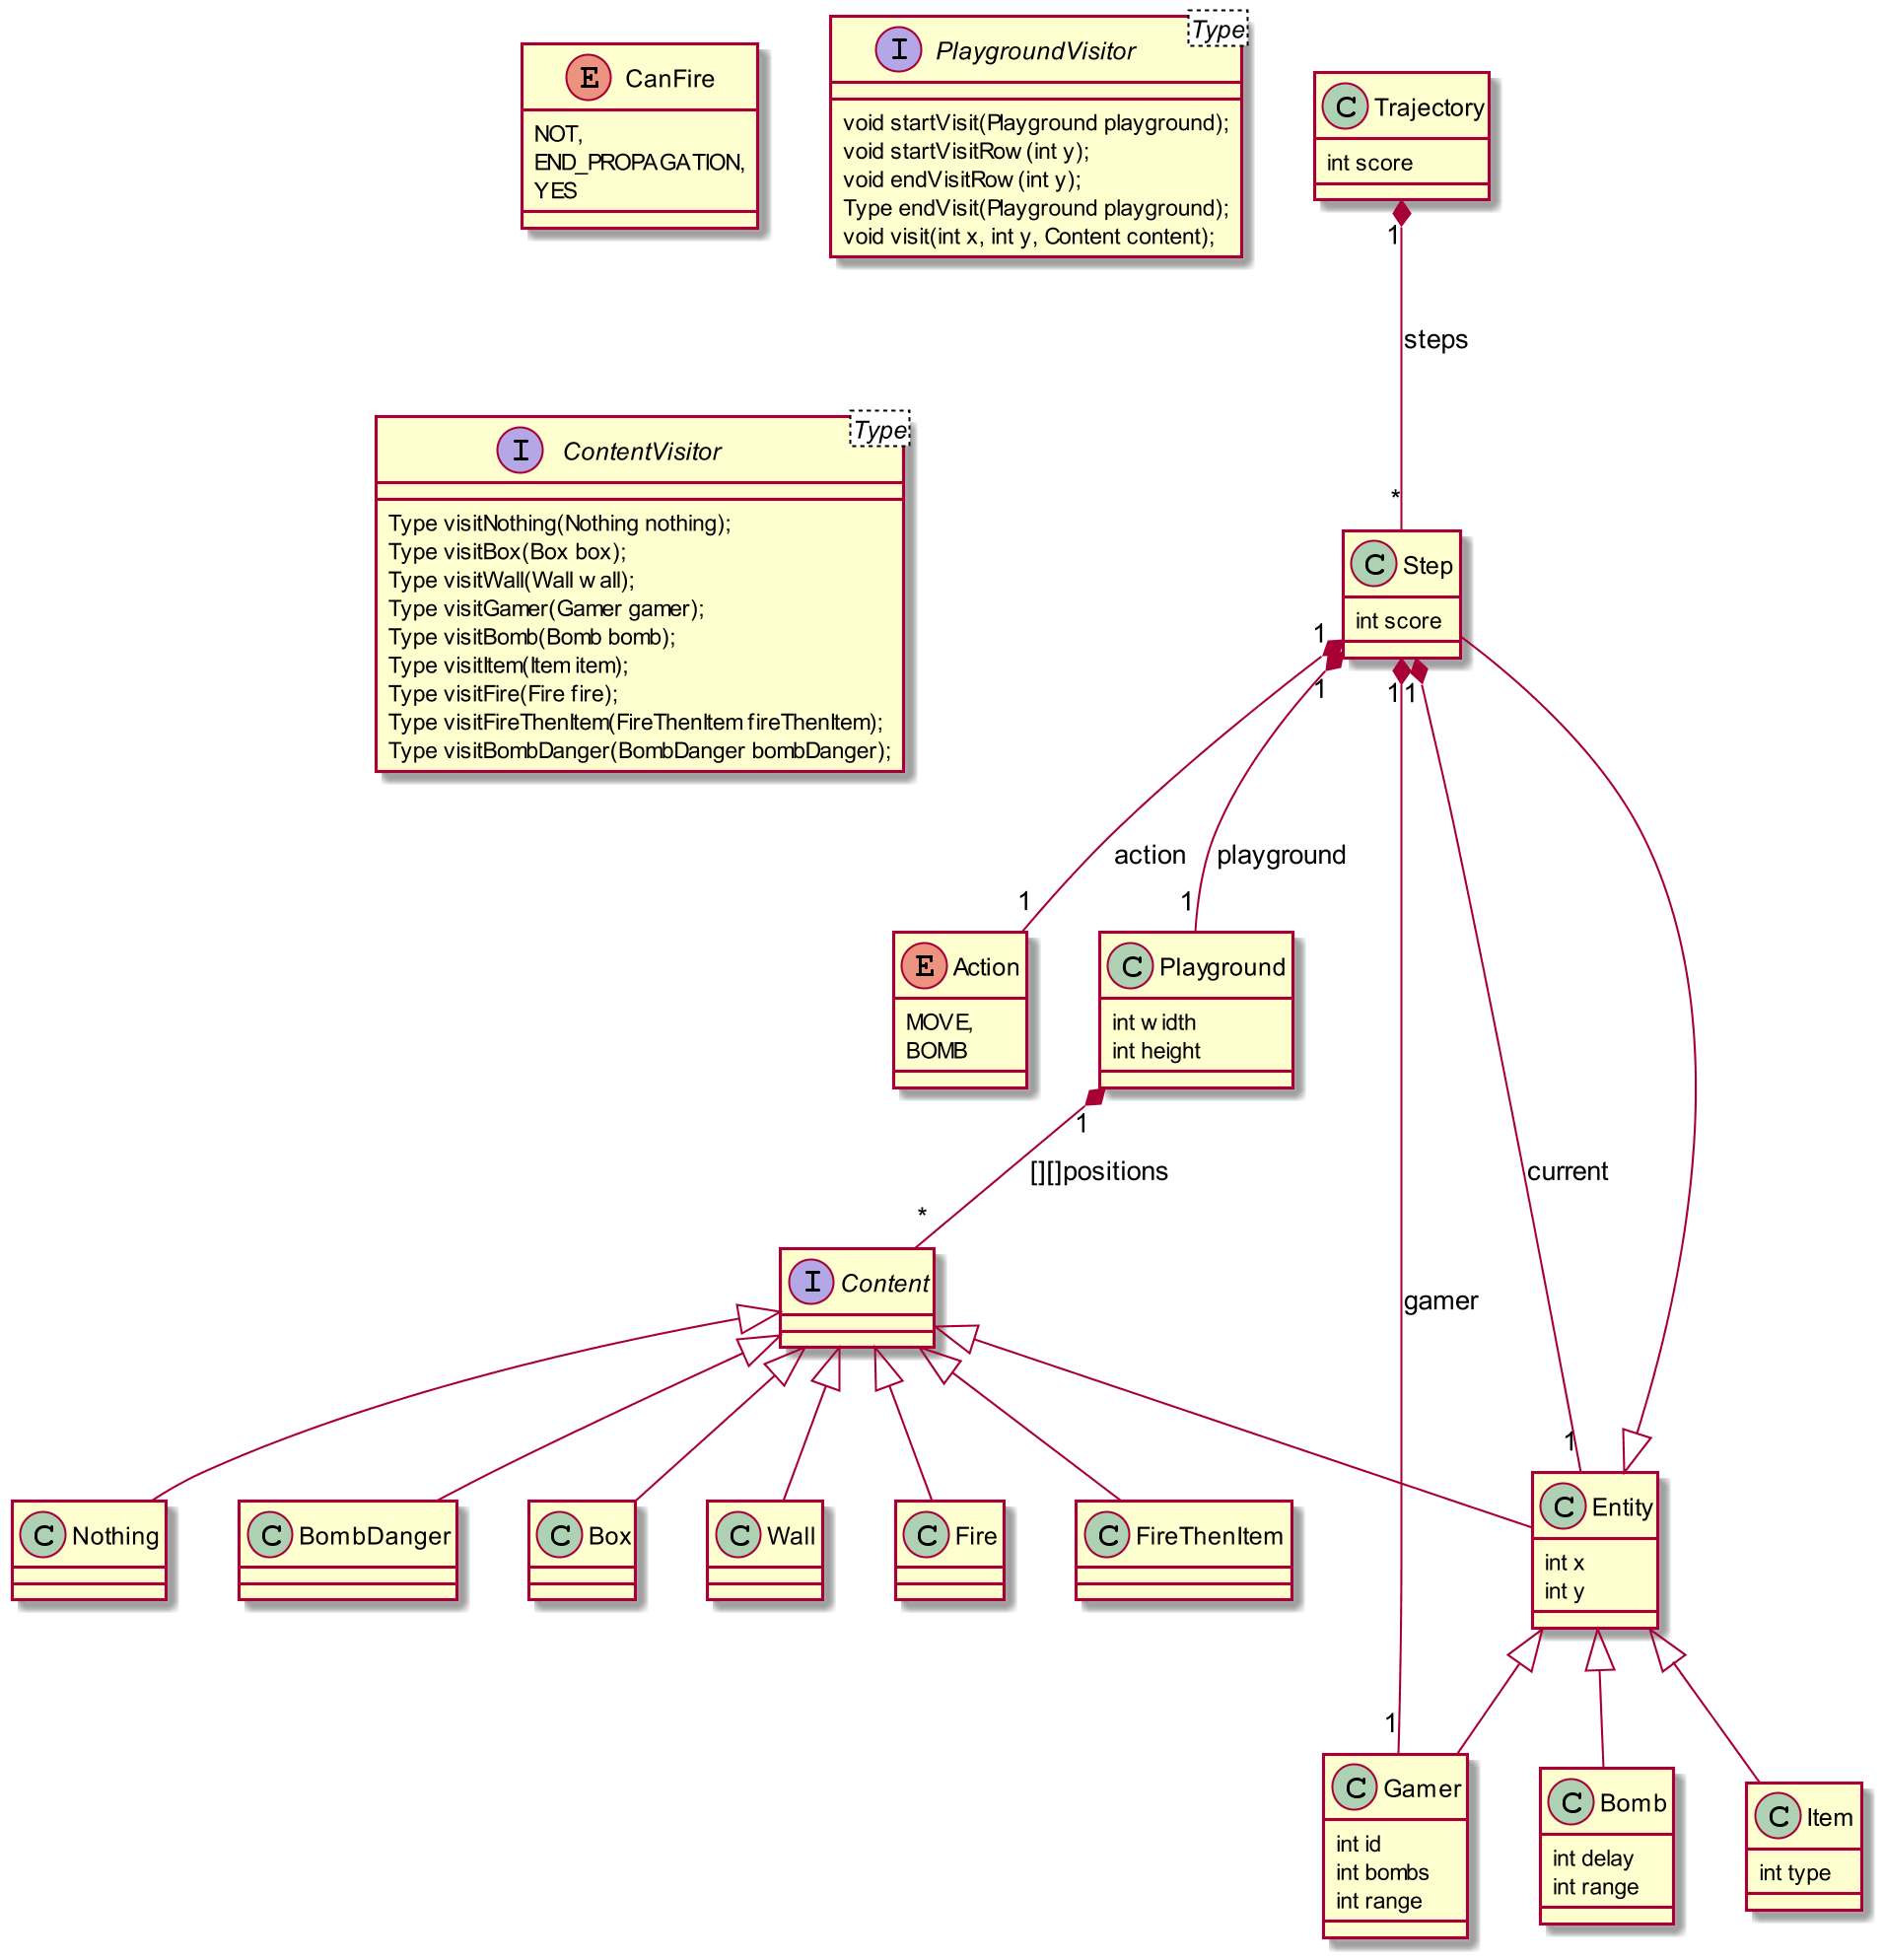 E CanFire
NOT,
END_PROPAGATION,
YES
Type
I PlaygroundVisitor
void startVisit(Playground playground);
void startVisitRow(int y);
void endVisitRow(int y);
Type endVisit(Playground playground);
void visit(int x, int y, Content content);
C Trajectory
int score
1
steps
*
Type
I ContentVisitor
Type visitNothing(Nothing nothing);
Type visitBox(Box box);
Type visitWall(Wall wall);
Type visitGamer(Gamer gamer);
Type visitBomb(Bomb bomb);
Type visitItem(Item item);
Type visitFire(Fire fire);
Type visitFireThenItem(FireThenItem fireThenItem);
Type visitBombDanger(BombDanger bombDanger);
C Step
int score
1
1
1
1
action
playground
1
1
E Action
MOVE,
BOMB
C Playground
int width
int height
1
[][]positions
*
current
gamer
I Content
1
C Nothing
C BombDanger
C Box
C Wall
C Fire
C FireThenItem
C Entity
int x
int y
1
C Gamer
int id
int bombs
int range
C Bomb
int delay
int range
C Item
int type